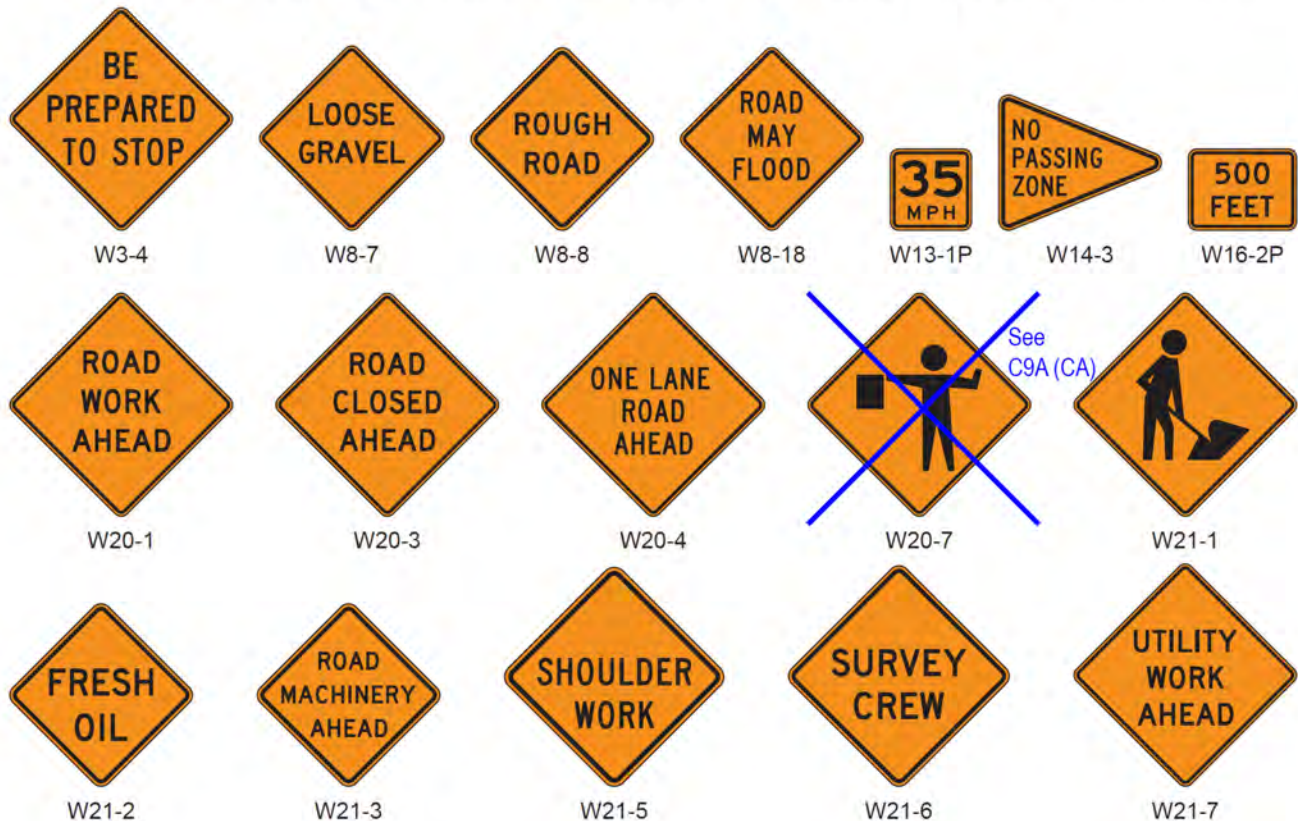 BE
PREPARED
TO STOP
LOOSE
GRAVEL
ROUGH
ROAD
ROAD
MAY
FLOOD
35
MPH
NO
PASSING
ZONE
500
FEET
W3-4
W8-7
W8-8
W8-18
W13-1P
W14-3
W16-2P
ROAD
WORK
AHEAD
ROAD
CLOSED
AHEAD
ONE LANE
ROAD
AHEAD
See
C9A (CA)
W20-1
W20-3
W20-4
W20-7
W21-1
FRESH
OIL
ROAD
MACHINERY
AHEAD
SHOULDER
WORK
SURVEY
CREW
UTILITY
WORK
AHEAD
W21-2
W21-3
W21-5
W21-6
W21-7